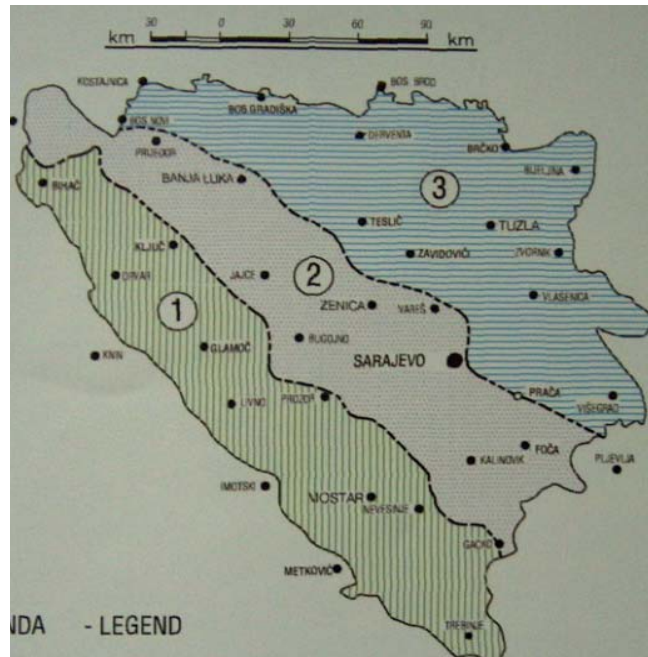 30 0 30 60 90
km km
KOSTAJNICA
BOS. BROD
BOS. GRADIŠKA
BOS. NOVI
DERVENTA
PRIJEDOR
BRČKO
BIJELJINA
BANJA LUKA
BIHAĆ
3
TESLIĆ
TUZLA
KLJUČ
ZAVIDOVIĆI
ZVORNIK
DRVAR
JAJCE
2
VLASENICA
1
ZENICA
VAREŠ
BUGOJNO
GLAMOČ
KNIN
SARAJEVO
PRAČA
LIVNO
PROZOR
VIŠEGRAD
FOČA
KALINOVIK
PLJEVLJA
IMOTSKI
MOSTAR
NEVESINJE
GACKO
METKOVIĆ
NDA - LEGEND
TREBINJE